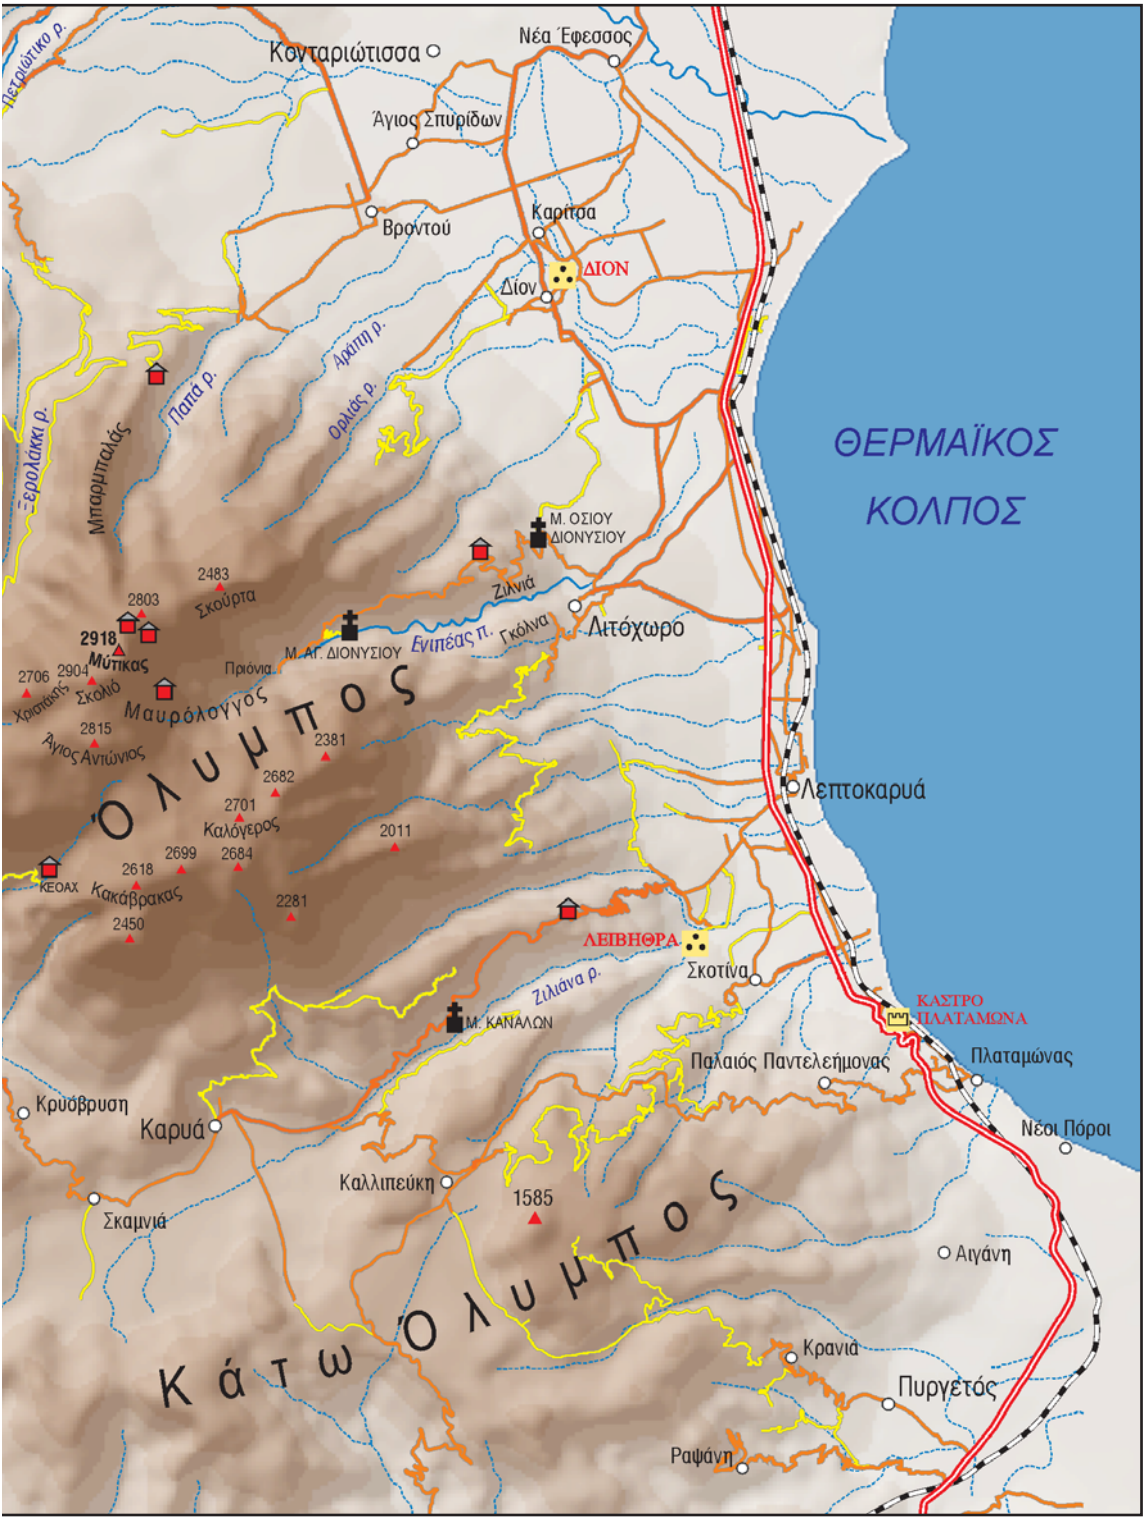 Πετριώτικο ρ.
Κονταριώτισσα
Νέα Έφεσσος
Άγιος Σπυρίδων
Βροντού
Καρίτσα
ΔΙΟΝ
Δίον
Αράπη ρ.
Παπά ρ.
Ορλιάς ρ.
Ξερολάκκι ρ.
Μπαρμπαλάς
ΘΕΡΜΑΪΚΟΣ
ΚΟΛΠΟΣ
Μ. ΟΣΙΟΥ
ΔΙΟΝΥΣΙΟΥ
2483
Σκούρτα
2803
Ζιλνιά
2918
Μύτικας
Λιτόχωρο
Γκόλνα
Ενιπέας π.
Μ. ΑΓ. ΔΙΟΝΥΣΙΟΥ
Πριόνια
2706
Χριστάκης
2904
Σκολιό
Μαυρόλογγος
2815
Άγιος Αντώνιος
Όλυμπος
2381
2682
2701
Καλόγερος
Λεπτοκαρυά
2011
2699
2684
2618
Κακάβρακας
ΚΕΟΑΧ
2281
2450
ΛΕΙΒΗΘΡΑ
Σκοτίνα
Ζιλιάνα ρ.
ΚΑΣΤΡΟ
ΠΛΑΤΑΜΩΝΑ
Μ. ΚΑΝΑΛΩΝ
Παλαιός Παντελεήμονας
Πλαταμώνας
Κρυόβρυση
Καρυά
Νέοι Πόροι
Καλλιπεύκη
1585
Σκαμνιά
Αιγάνη
Κάτω Όλυμπος
Κρανιά
Πυργετός
Ραψάνη